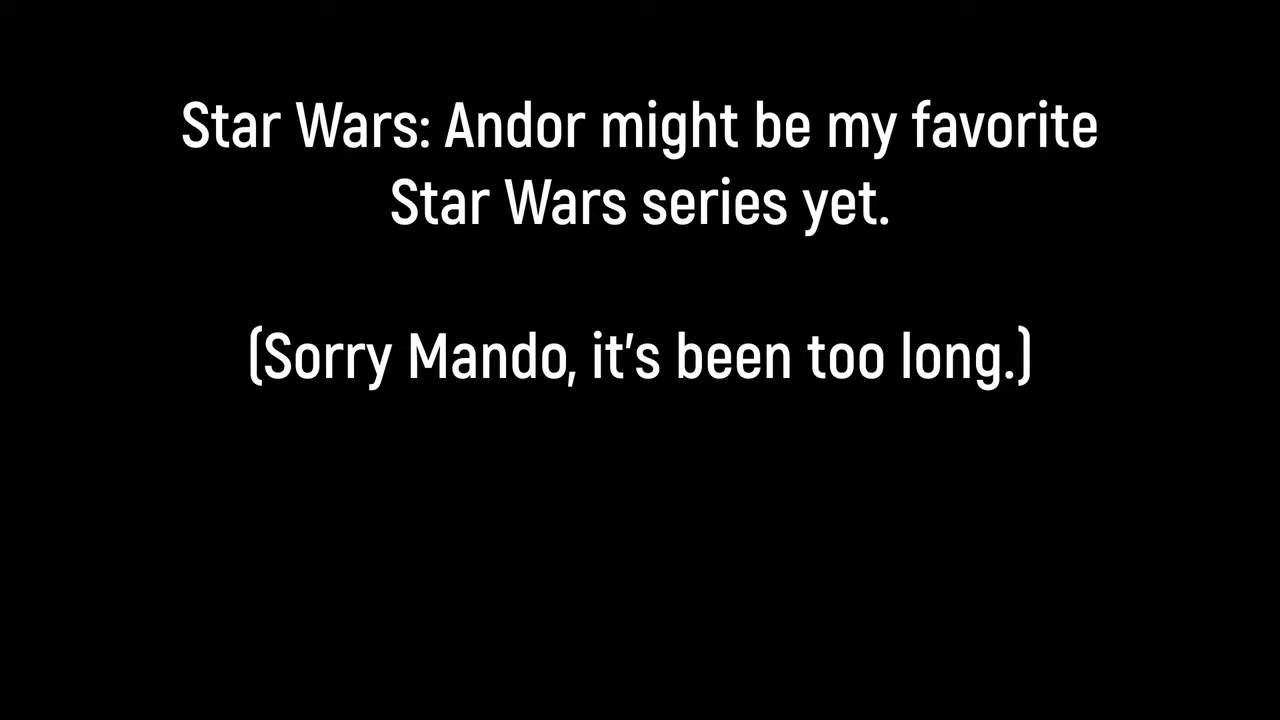 Star Wars: Andor might be my favorite
Star Wars series yet.
(Sorry Mando, it's been too long.)